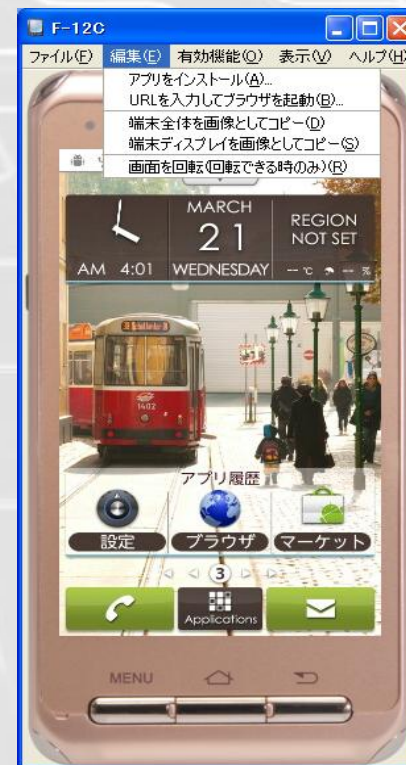 F-12C
ファイル(F) 編集(E) 有効機能(O) 表示(V) ヘルプ(H)
アプリをインストール(A)...
URLを入力してブラウザを起動(B)...
端末全体を画像としてコピー(D)
端末ディスプレイを画像としてコピー(S)
画面を回転(回転できる時のみ)(R)
MARCH
21
WEDNESDAY
AM 4:01
REGION
NOT SET
-- ℃ -- %
1402
アプリ履歴
設定 ブラウザ マーケット
3
Applications
MENU